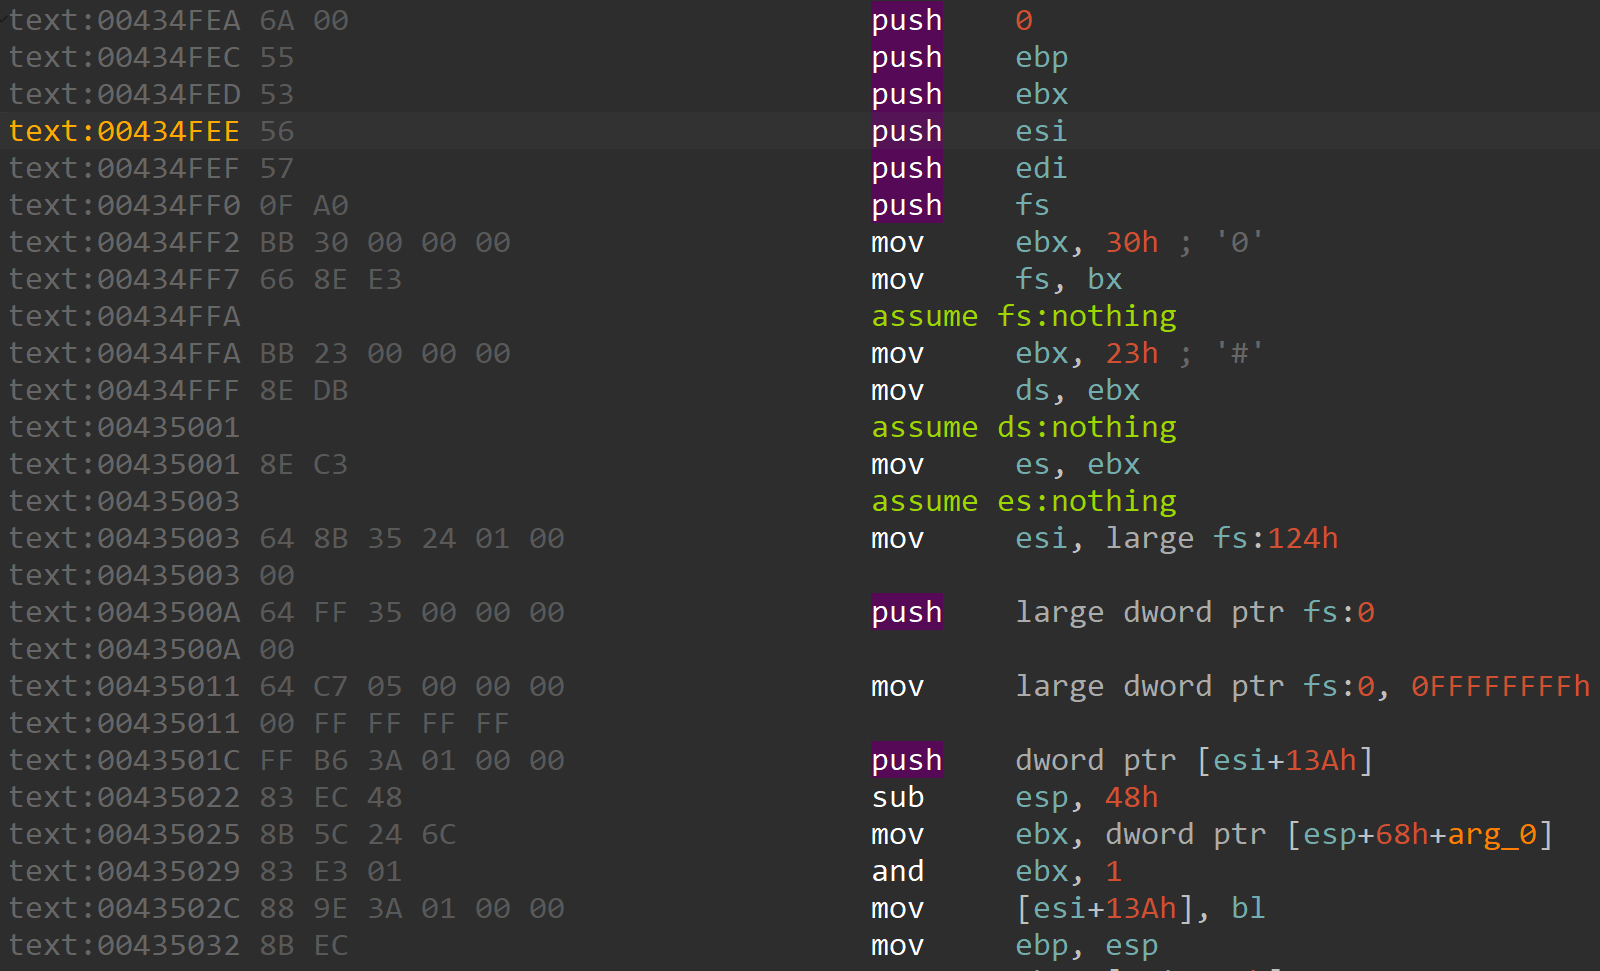 text:00434FEA 6A 00 push 0
text:00434FEC 55 push ebp
text:00434FED 53 push ebx
text:00434FEE 56 push esi
text:00434FEF 57 push edi
text:00434FF0 0F A0 push fs
text:00434FF2 BB 30 00 00 00 mov ebx, 30h ; '0'
text:00434FF7 66 8E E3 mov fs, bx
text:00434FFA assume fs:nothing
text:00434FFA BB 23 00 00 00 mov ebx, 23h ; '#'
text:00434FFF 8E DB mov ds, ebx
text:00435001 assume ds:nothing
text:00435001 8E C3 mov es, ebx
text:00435003 assume es:nothing
text:00435003 64 8B 35 24 01 00 mov esi, large fs:124h
text:00435003 00
text:0043500A 64 FF 35 00 00 00 push large dword ptr fs:0
text:0043500A 00
text:00435011 64 C7 05 00 00 00 mov large dword ptr fs:0, 0FFFFFFFFh
text:00435011 00 FF FF FF FF
text:0043501C FF B6 3A 01 00 00 push dword ptr [esi+13Ah]
text:00435022 83 EC 48 sub esp, 48h
text:00435025 8B 5C 24 6C mov ebx, dword ptr [esp+68h+arg_0]
text:00435029 83 E3 01 and ebx, 1
text:0043502C 88 9E 3A 01 00 00 mov [esi+13Ah], bl
text:00435032 8B EC mov ebp, esp